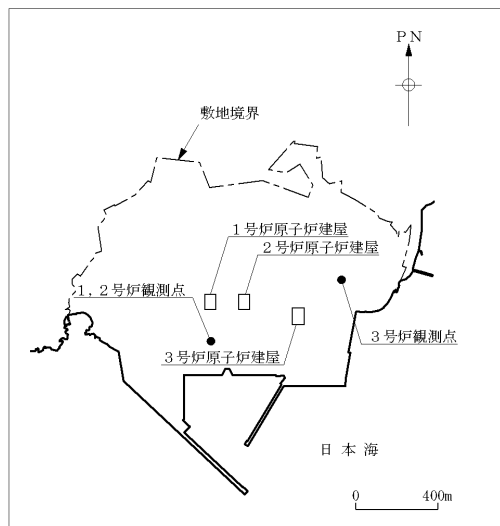 PN
敷地境界
1号炉原子炉建屋
2号炉原子炉建屋
1,2号炉観測点
3号炉観測点
3号炉原子炉建屋
日本海
0 400m